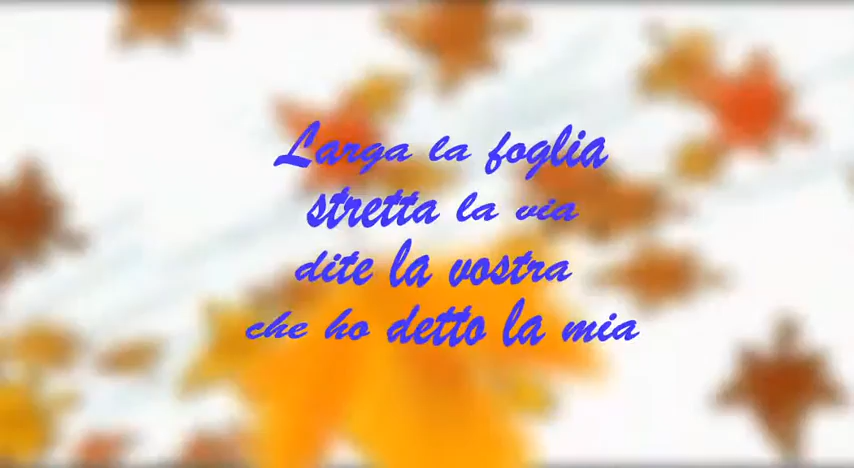 Larga la foglia
stretta la via
dite la vostra
che ho detto la mia